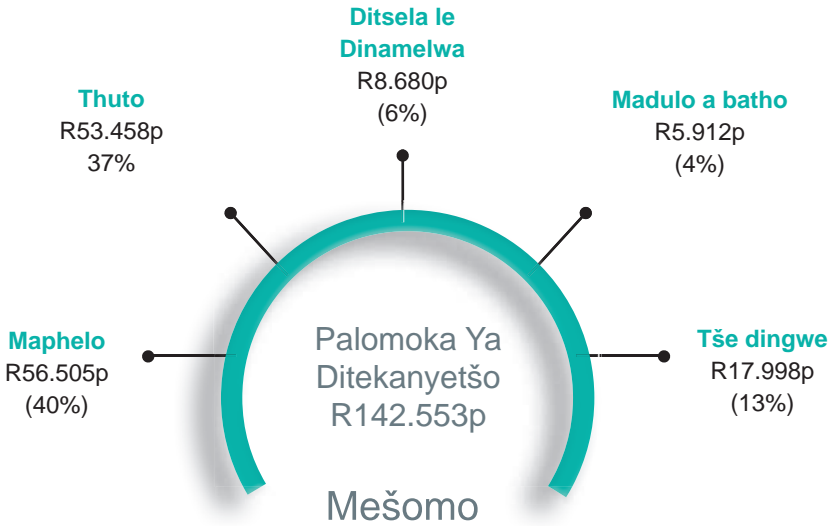 Ditsela le
Dinamelwa
R8.680p
(6%)
Thuto
R53.458p
37%
Madulo a batho
R5.912p
(4%)
Maphelo
R56.505p
(40%)
Palomoka Ya
Ditekanyetšo
R142.553p
Tše dingwe
R17.998p
(13%)
Mešomo